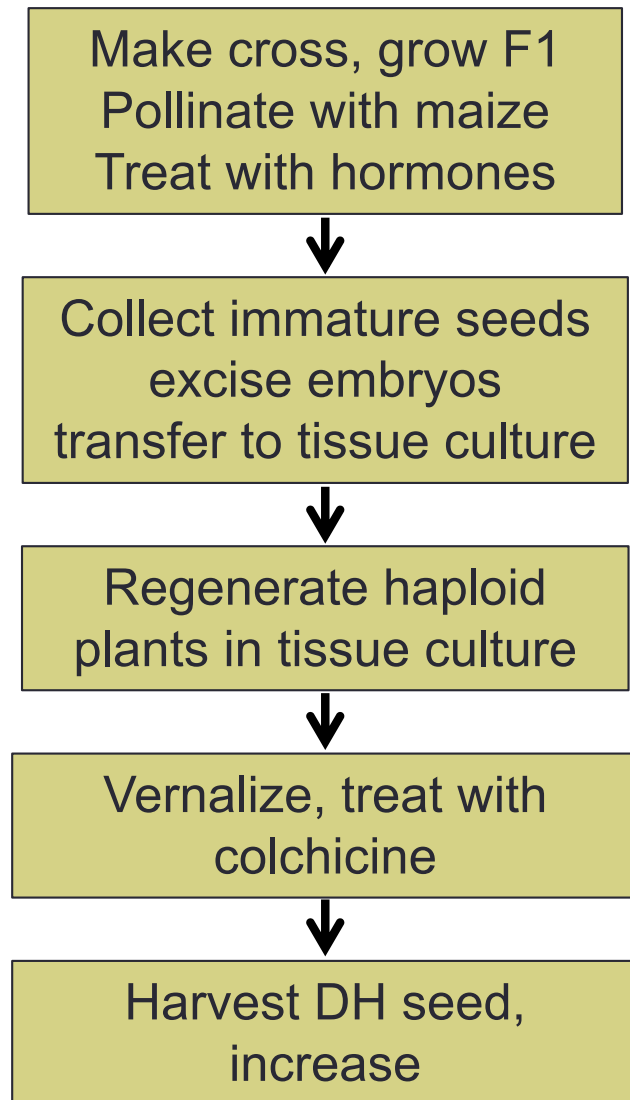 Make cross, grow F1
Pollinate with maize
Treat with hormones
Collect immature seeds
excise embryos
transfer to tissue culture
Regenerate haploid
plants in tissue culture
Vernalize, treat with
colchicine
Harvest DH seed,
increase